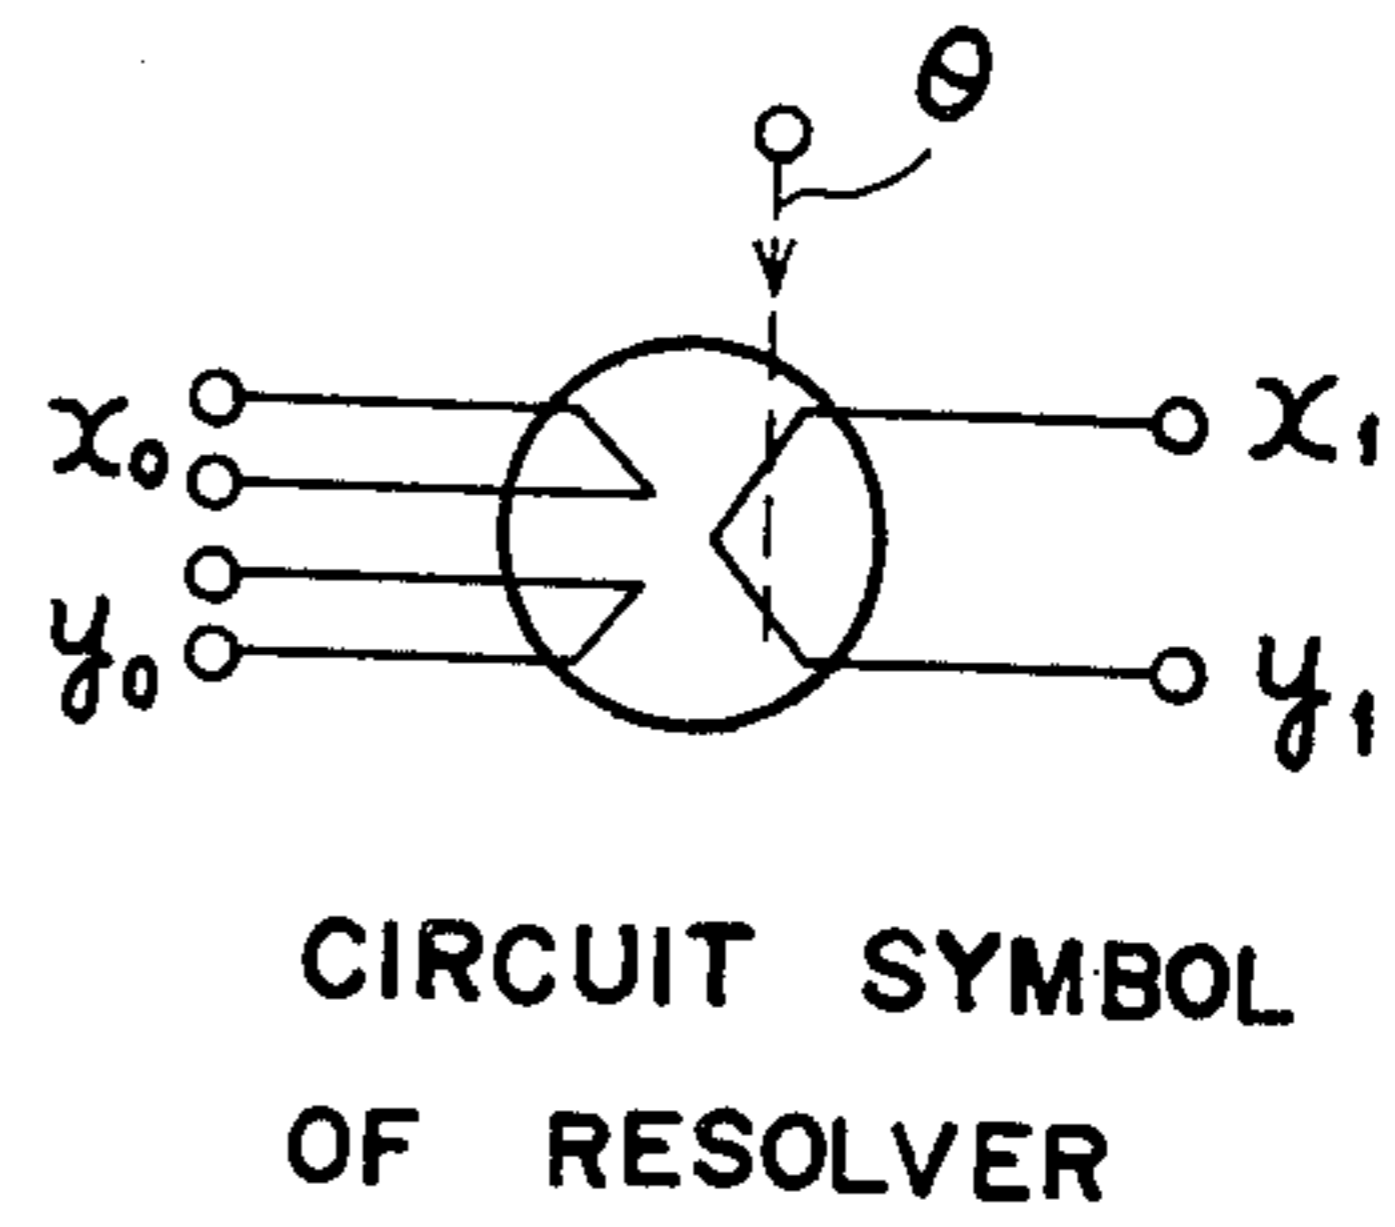 θ
x₀
x₁
y₀
y₁
CIRCUIT SYMBOL
OF RESOLVER